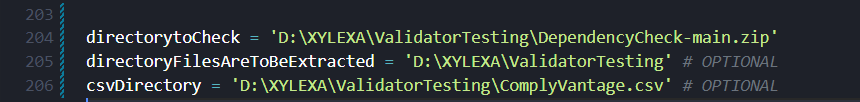 203
204 directorytoCheck = 'D:\XYLEXA\ValidatorTesting\DependencyCheck-main.zip'
205 directoryFilesAreToBeExtracted = 'D:\XYLEXA\ValidatorTesting' # OPTIONAL
206 csvDirectory = 'D:\XYLEXA\ValidatorTesting\ComplyVantage.csv' # OPTIONAL